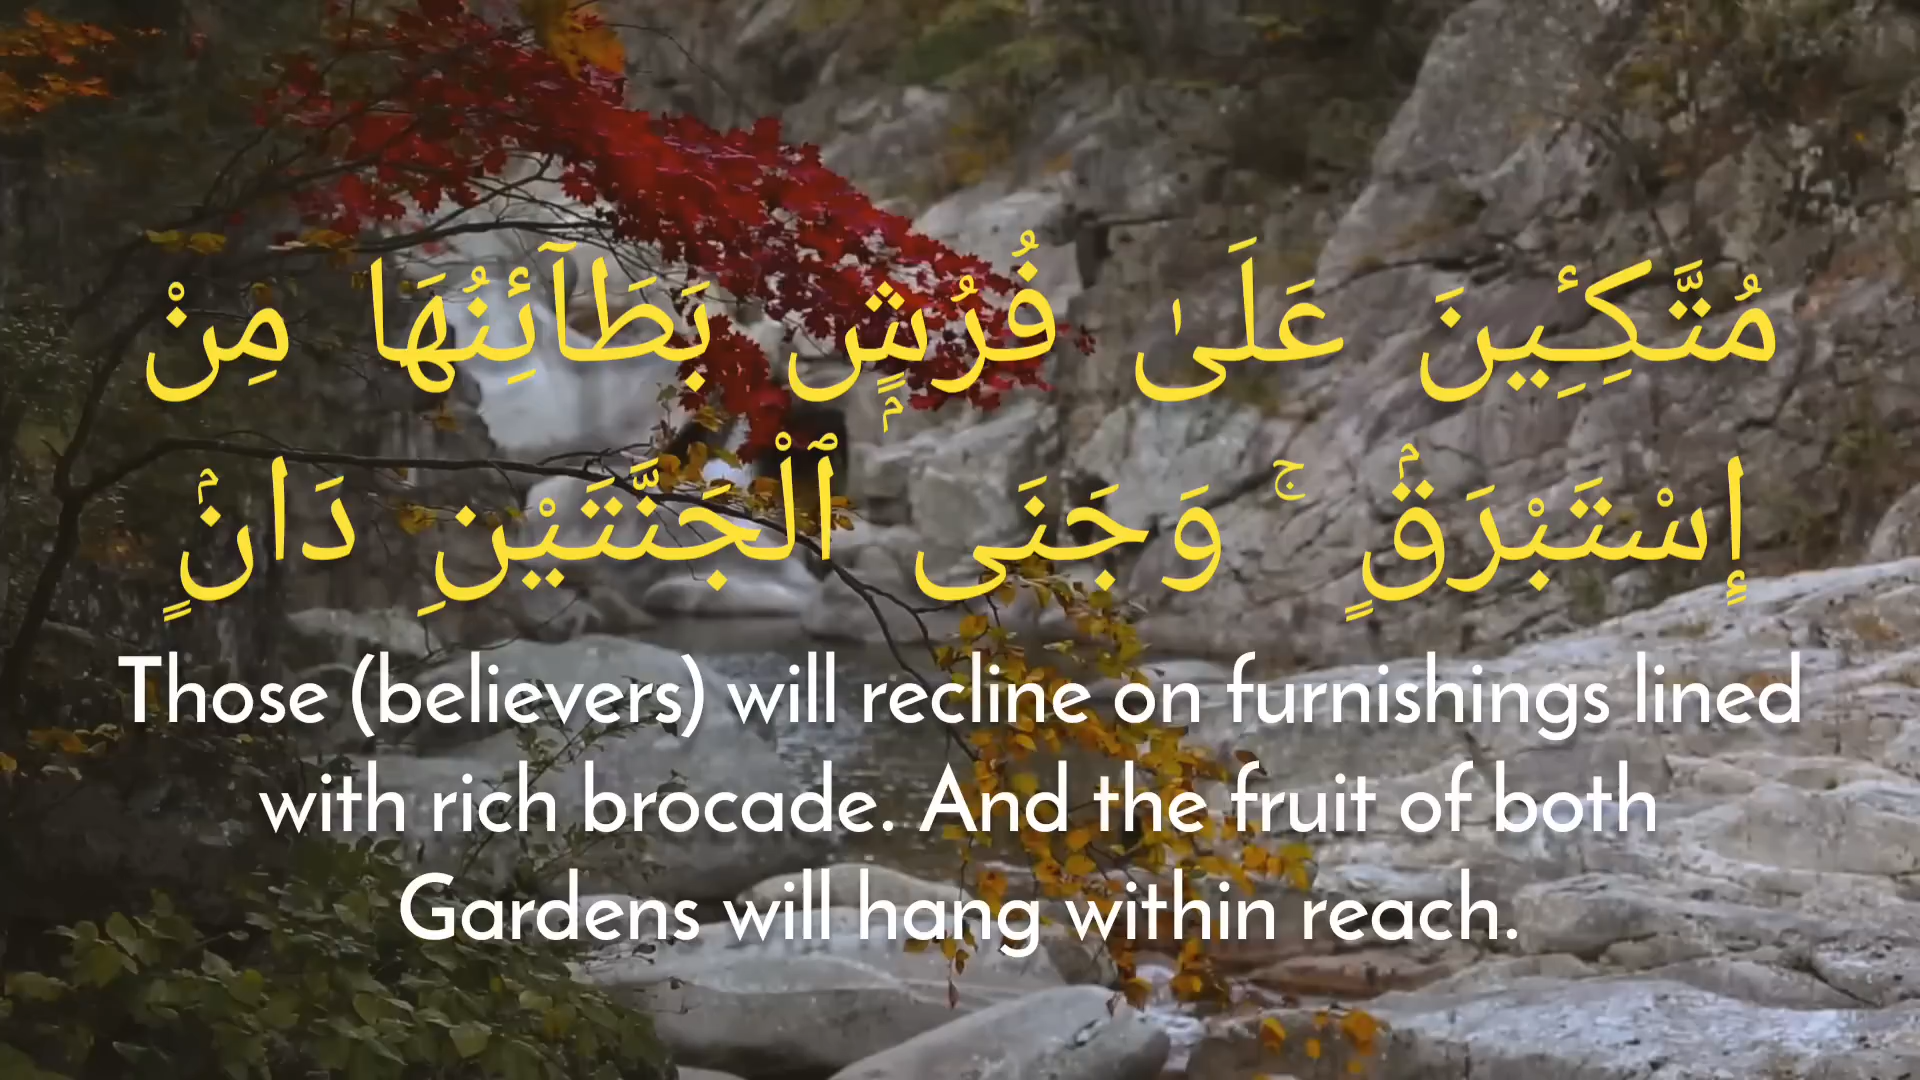 مُتَّكِـِٔينَ عَلَىٰ فُرُشٍۭ بَطَآئِنُهَا مِنْ
إِسْتَبْرَقٍۢ ۚ وَجَنَى ٱلْجَنَّتَيْنِ دَانٍۢ
Those (believers) will recline on furnishings lined
with rich brocade. And the fruit of both
Gardens will hang within reach.